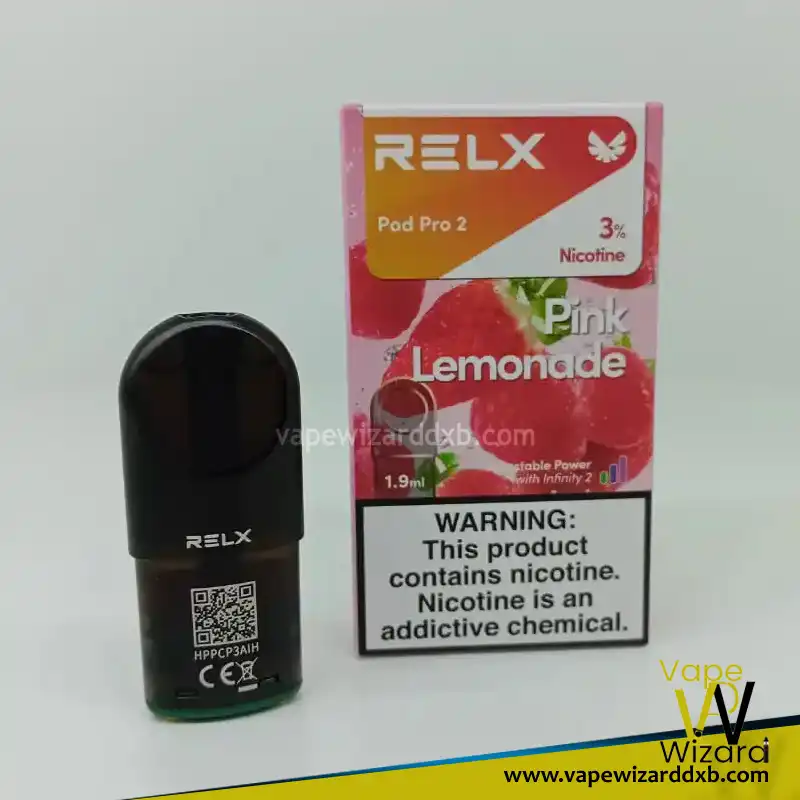 RELX
Pod Pro 2
3%
Nicotine
Pink
Lemonade
vapewizarddxb.com
1.9ml
stable Power
with Infinity 2
WARNING:
This product
contains nicotine.
Nicotine is an
addictive chemical.
RELX
HPPCP3AIH
CE
Vape
Wizard
www.vapewizarddxb.com